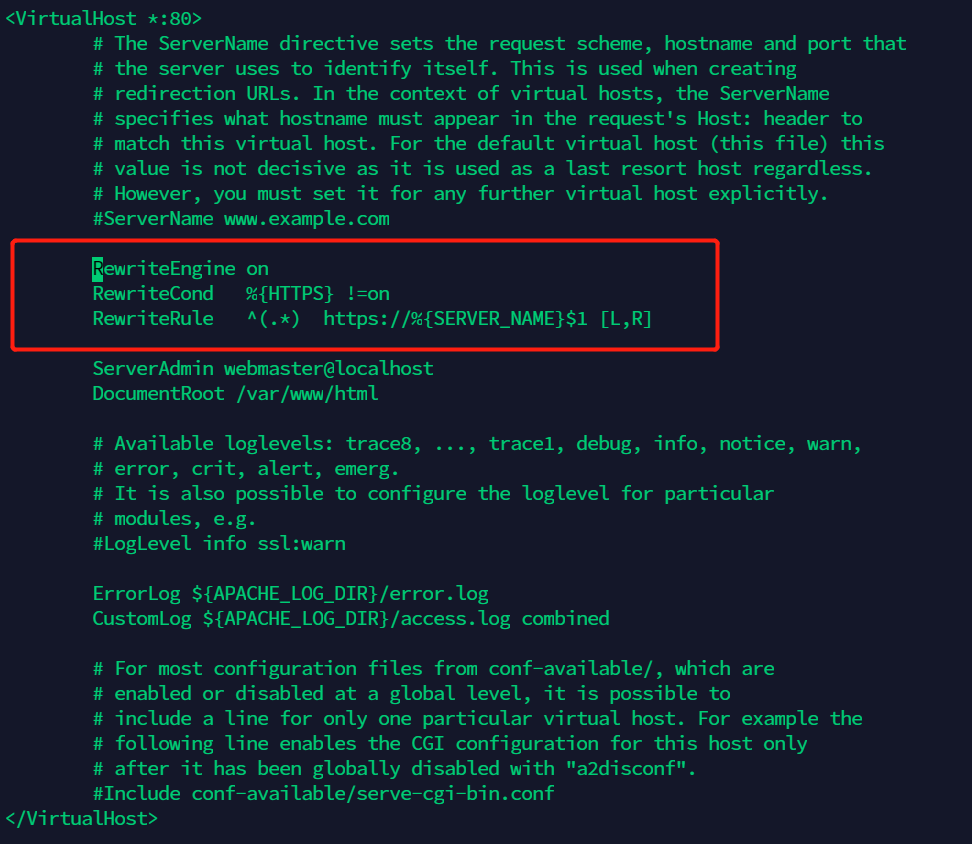 <VirtualHost *:80>
# The ServerName directive sets the request scheme, hostname and port that
# the server uses to identify itself. This is used when creating
# redirection URLs. In the context of virtual hosts, the ServerName
# specifies what hostname must appear in the request's Host: header to
# match this virtual host. For the default virtual host (this file) this
# value is not decisive as it is used as a last resort host regardless.
# However, you must set it for any further virtual host explicitly.
#ServerName www.example.com
RewriteEngine on
RewriteCond   %{HTTPS} !=on
RewriteRule   ^(.*)  https://%{SERVER_NAME}$1 [L,R]
ServerAdmin webmaster@localhost
DocumentRoot /var/www/html
# Available loglevels: trace8, ..., trace1, debug, info, notice, warn,
# error, crit, alert, emerg.
# It is also possible to configure the loglevel for particular
# modules, e.g.
#LogLevel info ssl:warn
ErrorLog ${APACHE_LOG_DIR}/error.log
CustomLog ${APACHE_LOG_DIR}/access.log combined
# For most configuration files from conf-available/, which are
# enabled or disabled at a global level, it is possible to
# include a line for only one particular virtual host. For example the
# following line enables the CGI configuration for this host only
# after it has been globally disabled with "a2disconf".
#Include conf-available/serve-cgi-bin.conf
</VirtualHost>